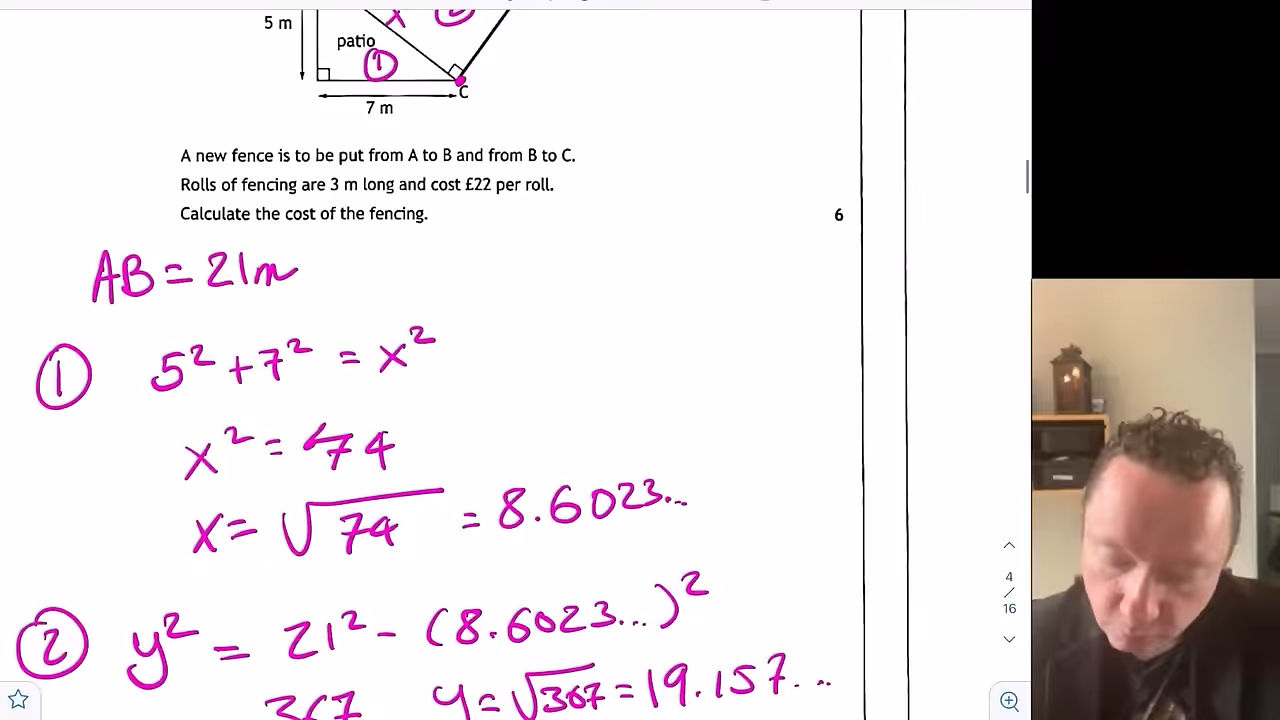 5 m
x 2
patio
1
C
7 m
A new fence is to be put from A to B and from B to C.
Rolls of fencing are 3 m long and cost £22 per roll.
Calculate the cost of the fencing.
6
AB = 21m
1 5² + 7² = x²
x² = 74
x = √74 = 8.6023...
2 y² = 21² - (8.6023...)²
367 y = √367 = 19.157...
4
/
16